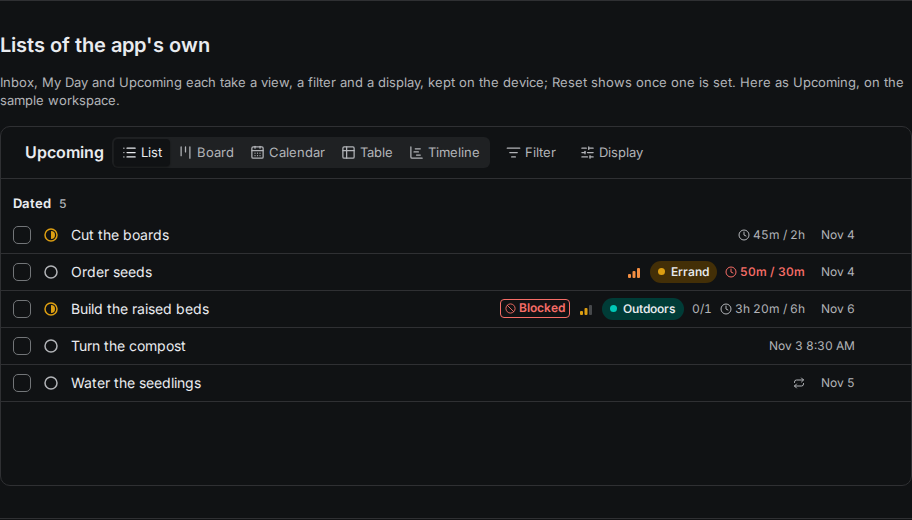 Lists of the app's own
Inbox, My Day and Upcoming each take a view, a filter and a display, kept on the device; Reset shows once one is set. Here as Upcoming, on the
sample workspace.
Upcoming List Board Calendar Table Timeline Filter Display
Dated 5
Cut the boards 45m / 2h Nov 4
Order seeds Errand 50m / 30m Nov 4
Build the raised beds Blocked Outdoors 0/1 3h 20m / 6h Nov 6
Turn the compost Nov 3 8:30 AM
Water the seedlings Nov 5